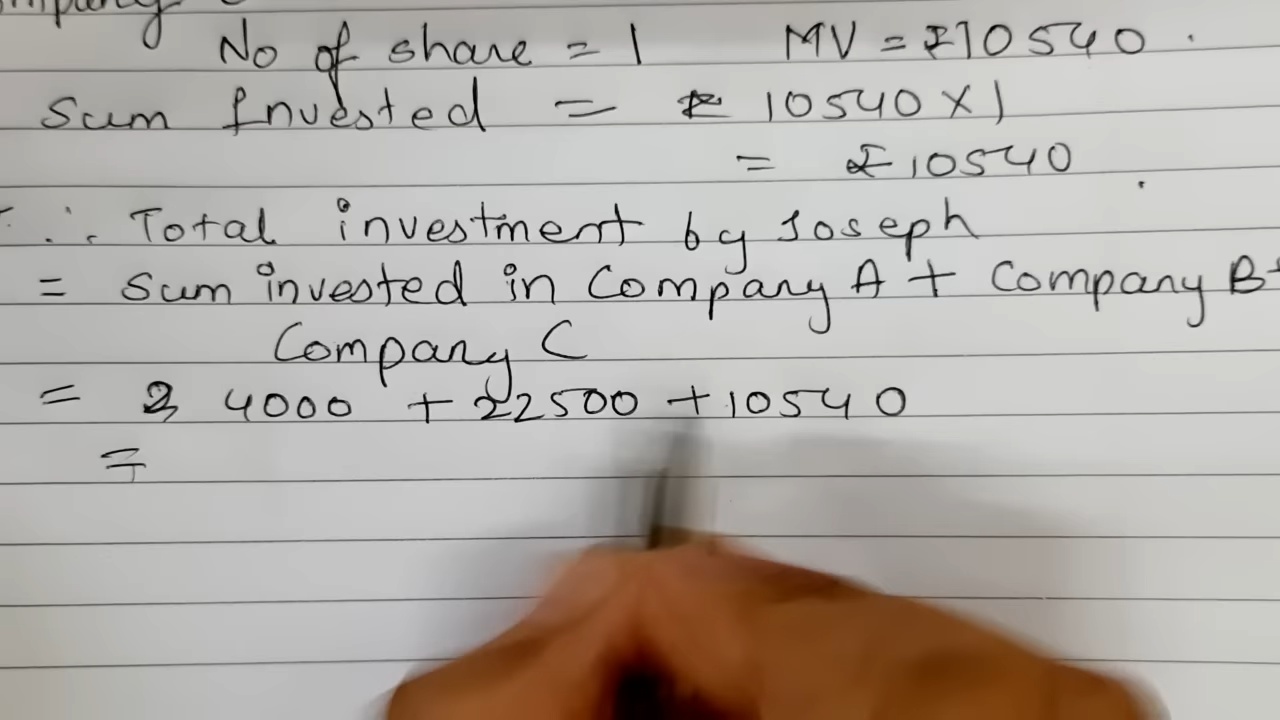 Company
No of share = 1 MV = ₹10540.
Sum Invested = ₹ 10540 × 1
= ₹10540
∴ Total investment by Joseph
= Sum invested in Company A + Company B +
Company C
= 4000 + 22500 + 10540
=